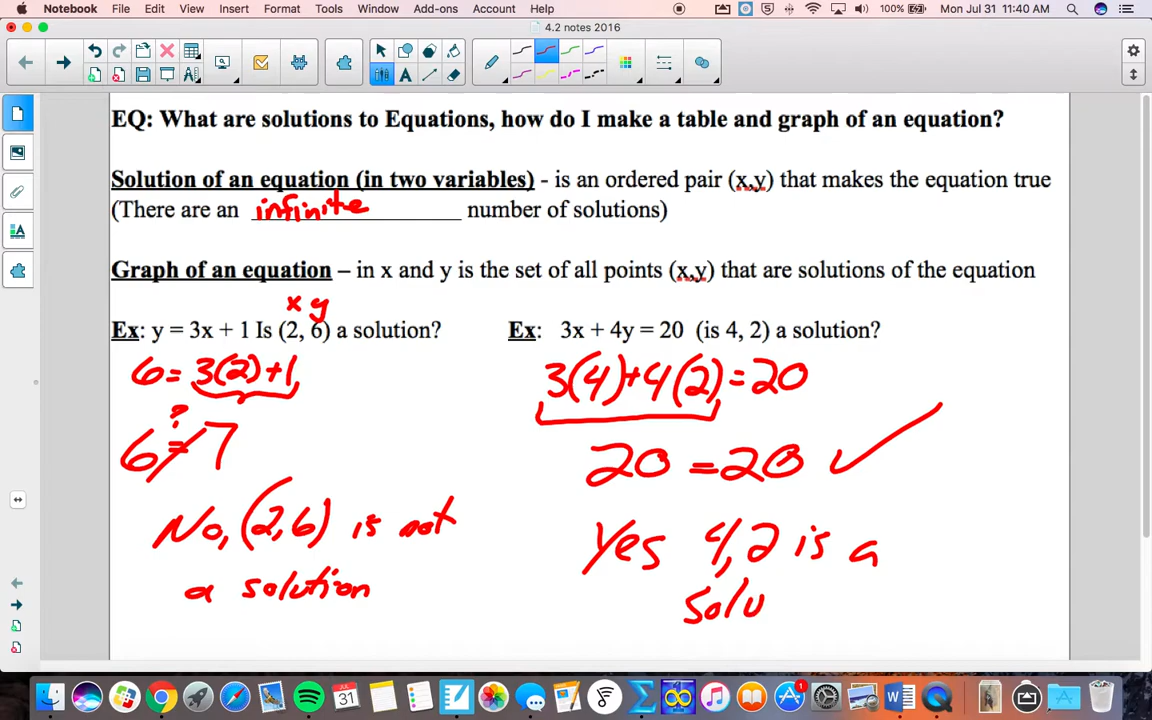 Notebook File Edit View Insert Format Tools Window Add-ons Account Help 100% Mon Jul 31 11:40 AM
4.2 notes 2016
EQ: What are solutions to Equations, how do I make a table and graph of an equation?
Solution of an equation (in two variables) - is an ordered pair (x,y) that makes the equation true
(There are an infinite number of solutions)
Graph of an equation – in x and y is the set of all points (x,y) that are solutions of the equation
x y
Ex: y = 3x + 1 Is (2, 6) a solution?
6 = 3(2)+1
?
6 ≠ 7
No, (2,6) is not
a solution
Ex: 3x + 4y = 20 (is 4, 2) a solution?
3(4)+4(2)=20
20 = 20 ✓
Yes 4,2 is a
solu